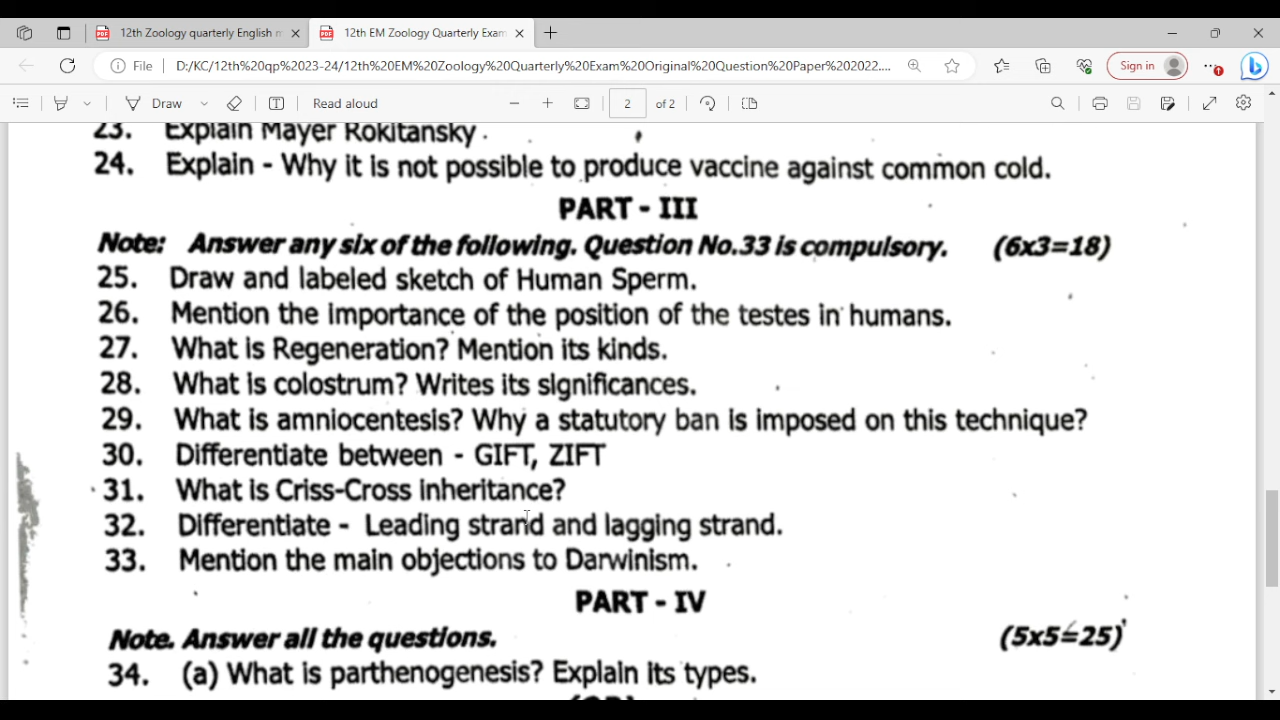 12th Zoology quarterly English m
12th EM Zoology Quarterly Exam
File
D:/KC/12th%20qp%2023-24/12th%20EM%20Zoology%20Quarterly%20Exam%20Original%20Question%20Paper%202022....
Sign in
Draw
Read aloud
2 of 2
23. Explain Mayer Rokitansky
24. Explain - Why it is not possible to produce vaccine against common cold.
PART - III
Note: Answer any six of the following. Question No.33 is compulsory. (6x3=18)
25. Draw and labeled sketch of Human Sperm.
26. Mention the importance of the position of the testes in humans.
27. What is Regeneration? Mention its kinds.
28. What is colostrum? Writes its significances.
29. What is amniocentesis? Why a statutory ban is imposed on this technique?
30. Differentiate between - GIFT, ZIFT
31. What is Criss-Cross inheritance?
32. Differentiate - Leading strand and lagging strand.
33. Mention the main objections to Darwinism.
PART - IV
Note. Answer all the questions. (5x5=25)
34. (a) What is parthenogenesis? Explain its types.